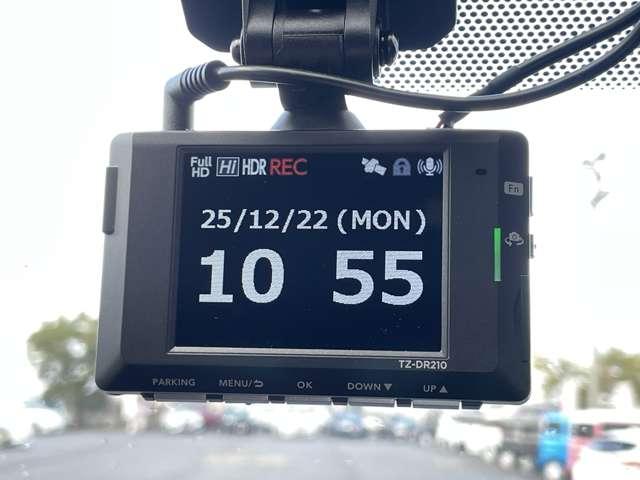 Full HD Hi HDR REC
25/12/22 (MON)
10 55
Fn
TZ-DR210
PARKING MENU/ OK DOWN ▼ UP ▲